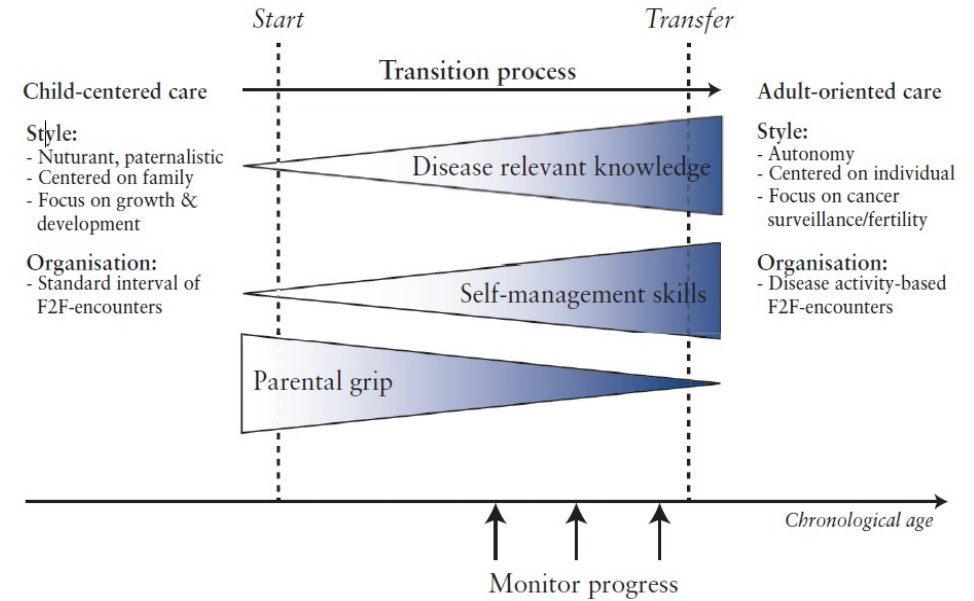 Start
Transfer
Transition process
Child-centered care
Style:
- Nuturant, paternalistic
- Centered on family
- Focus on growth &
development
Organisation:
- Standard interval of
F2F-encounters
Disease relevant knowledge
Self-management skills
Parental grip
Adult-oriented care
Style:
- Autonomy
- Centered on individual
- Focus on cancer
surveillance/fertility
Organisation:
- Disease activity-based
F2F-encounters
Chronological age
Monitor progress